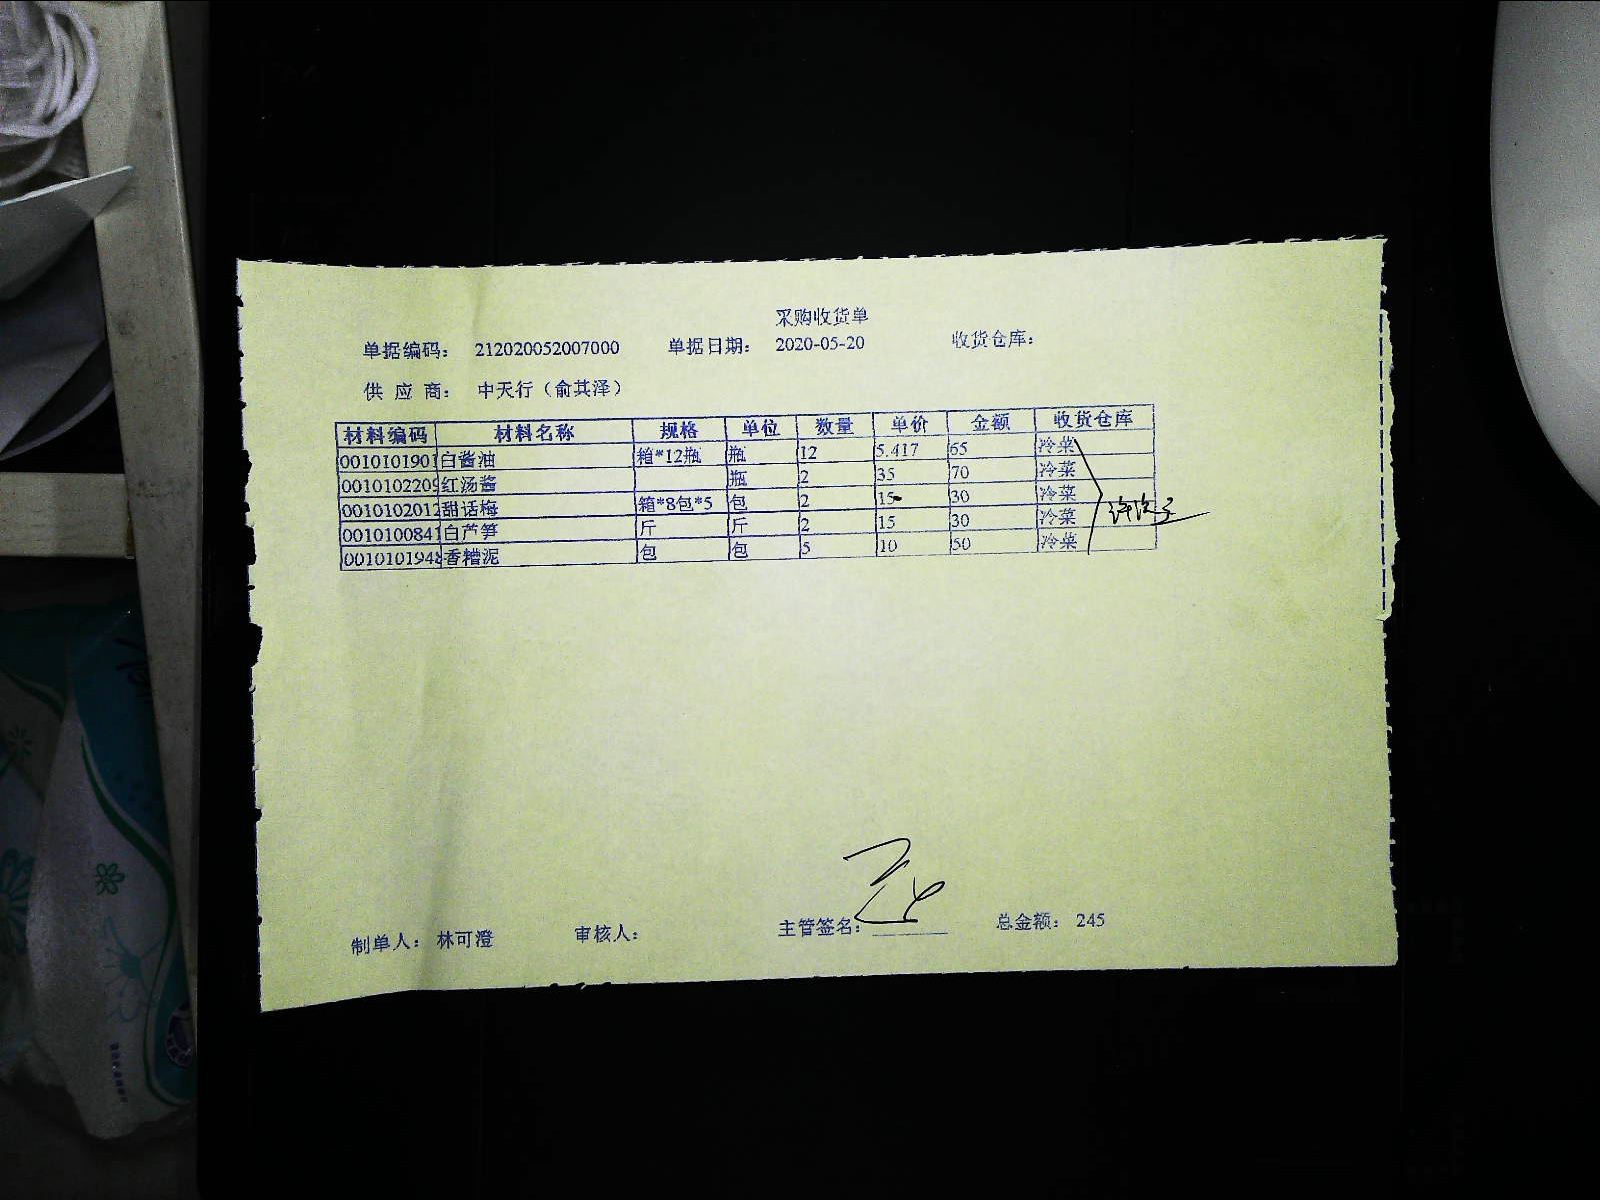 采购收货单
单据编码： 212020052007000 单据日期： 2020-05-20 收货仓库：
供 应 商： 中天行（俞其泽）
材料编码 材料名称 规格 单位 数量 单价 金额 收货仓库
0010101901 白酱油 箱*12瓶 瓶 12 5.417 65 冷菜
001010220 红汤酱 瓶 2 35 70 冷菜
001010201 甜话梅 箱*8包*5 包 2 15 30 冷菜
001010084 白芦笋 斤 斤 2 15 30 冷菜
001010194 香糟泥 包 包 5 10 50 冷菜
制单人： 林可澄 审核人： 主管签名： 总金额： 245